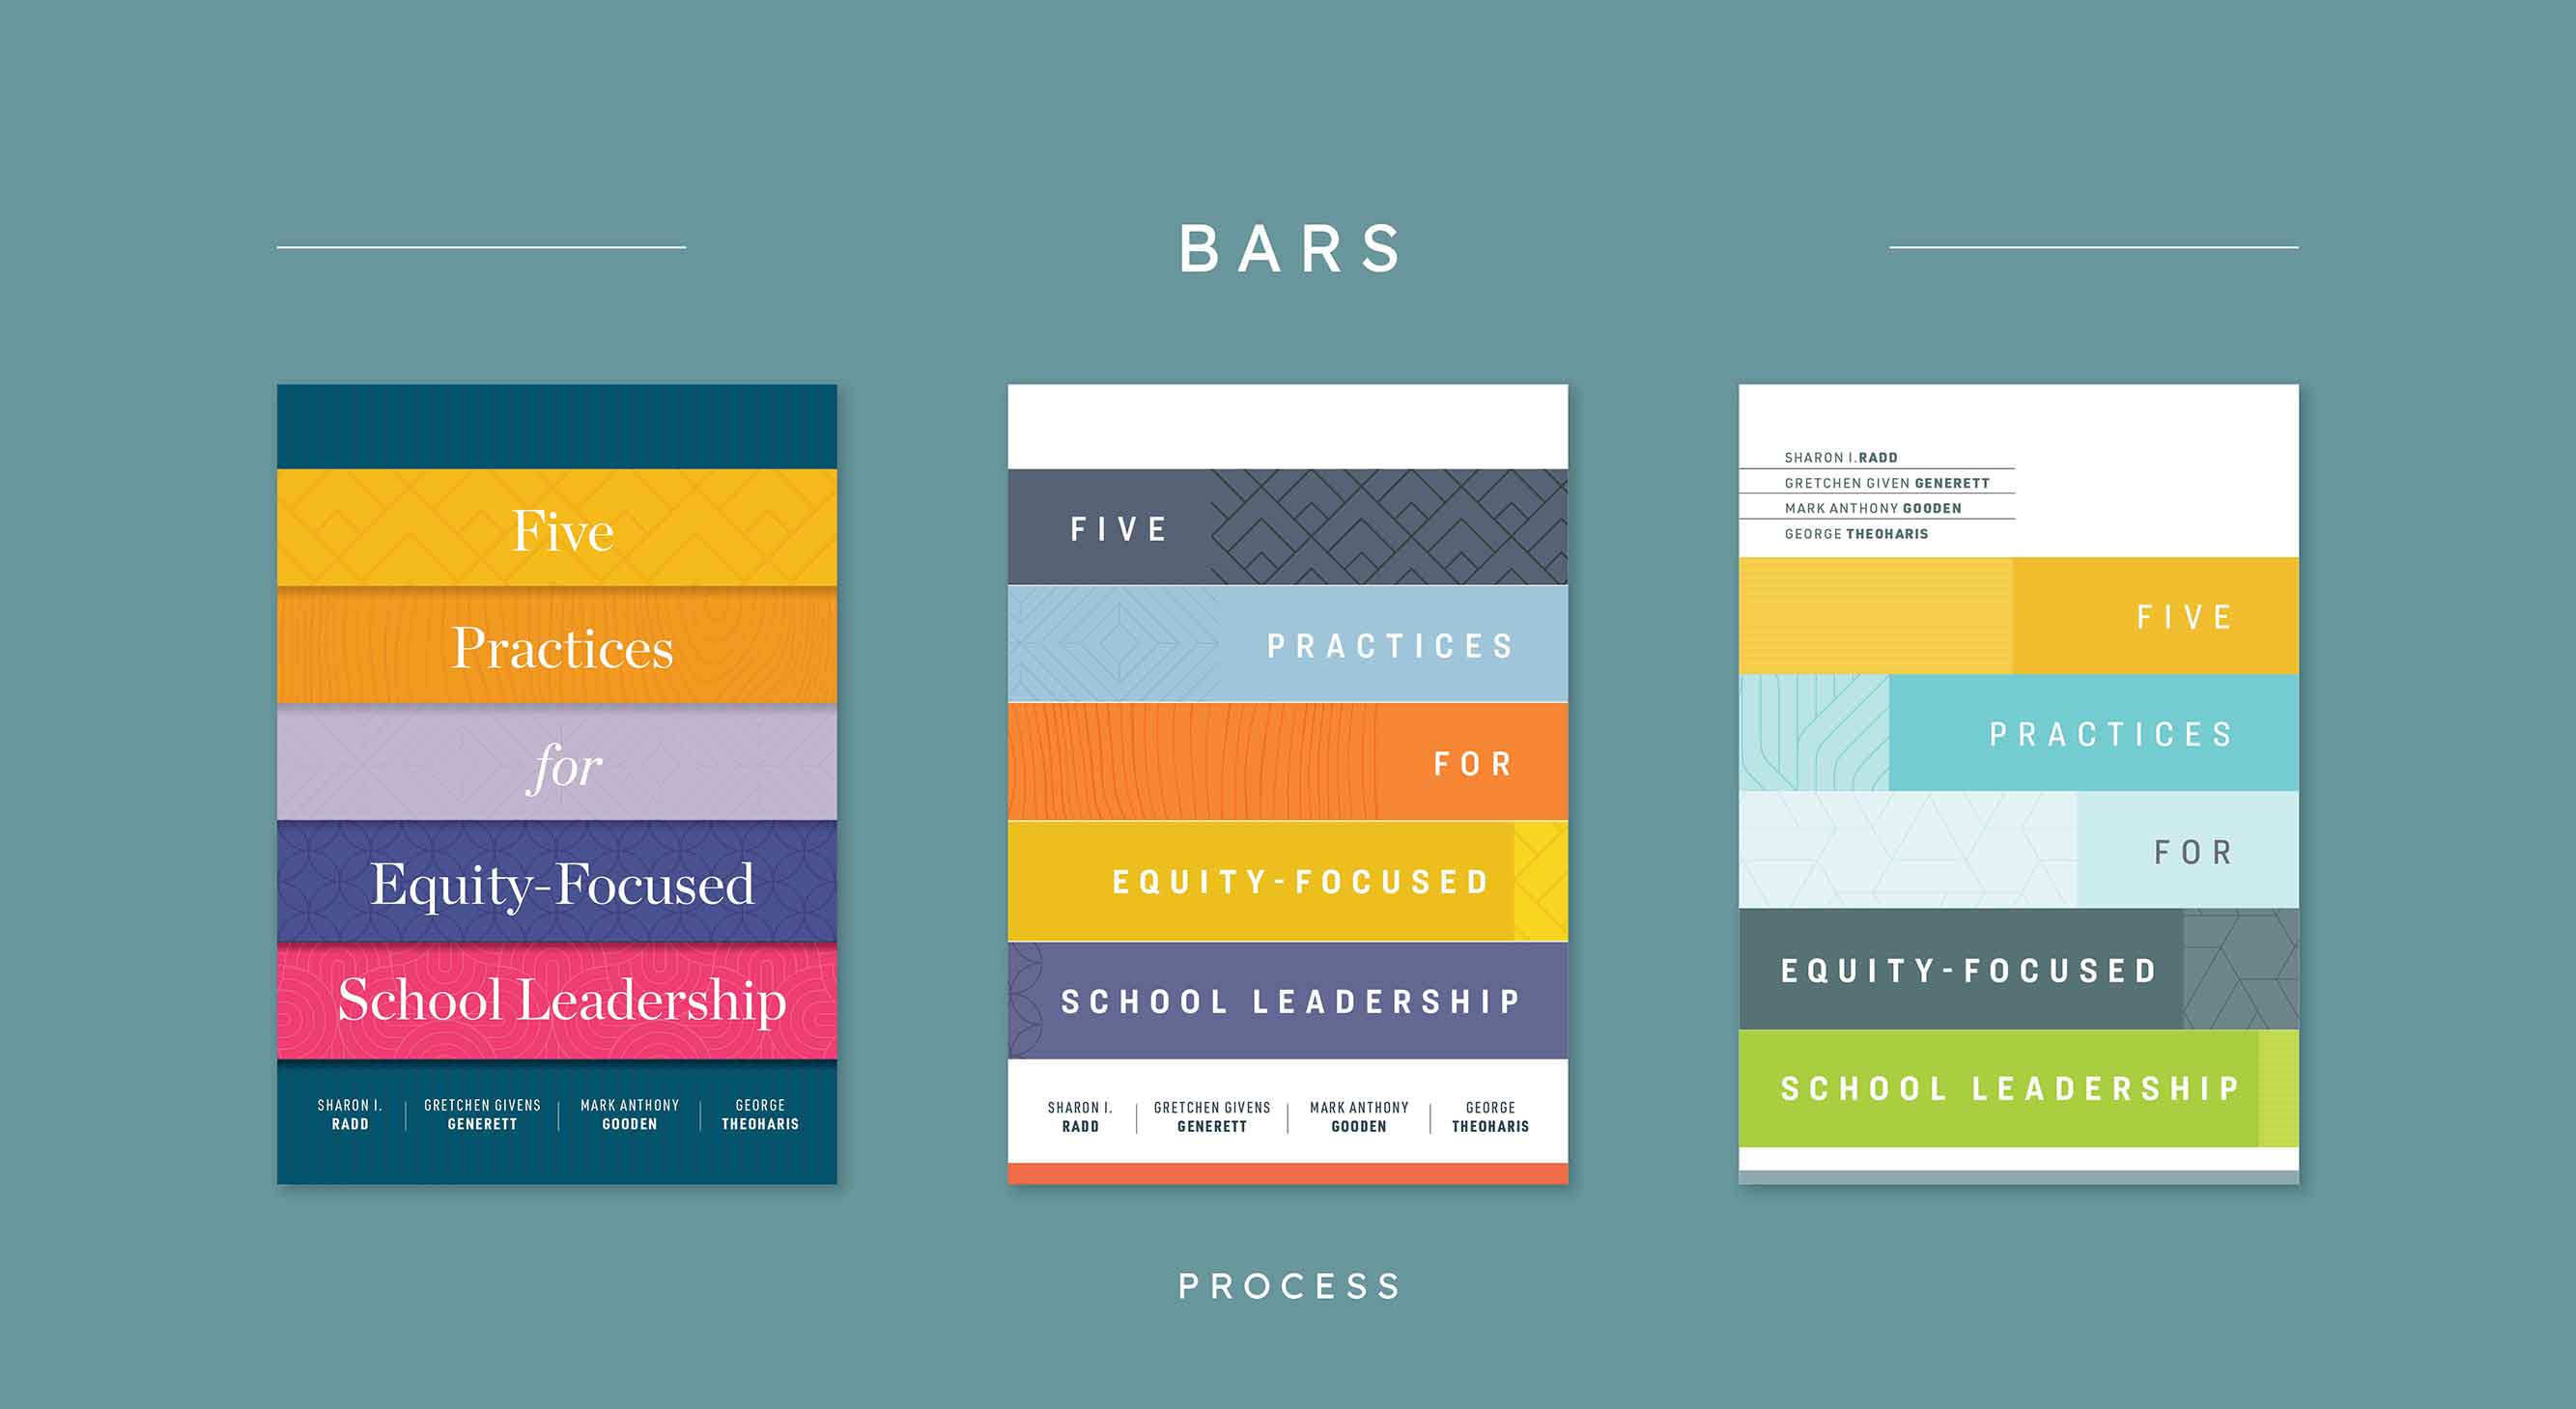 BARS
Five
Practices
for
Equity-Focused
School Leadership
SHARON I.
RADD
GRETCHEN GIVENS
GENERETT
MARK ANTHONY
GOODEN
GEORGE
THEOHARIS
FIVE
PRACTICES
FOR
EQUITY-FOCUSED
SCHOOL LEADERSHIP
SHARON I.
RADD
GRETCHEN GIVENS
GENERETT
MARK ANTHONY
GOODEN
GEORGE
THEOHARIS
SHARON I.RADD
GRETCHEN GIVEN GENERETT
MARK ANTHONY GOODEN
GEORGE THEOHARIS
FIVE
PRACTICES
FOR
EQUITY-FOCUSED
SCHOOL LEADERSHIP
PROCESS